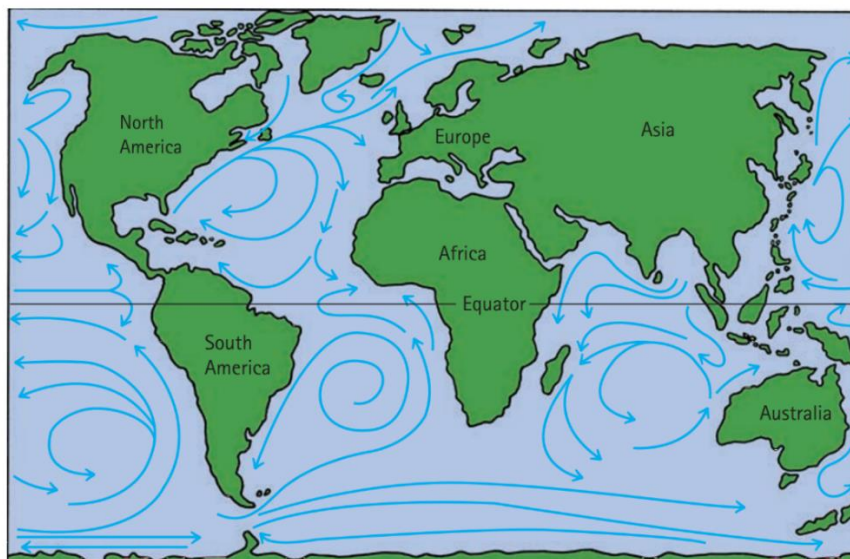 North
America
Europe
Asia
Africa
Equator
South
America
Australia